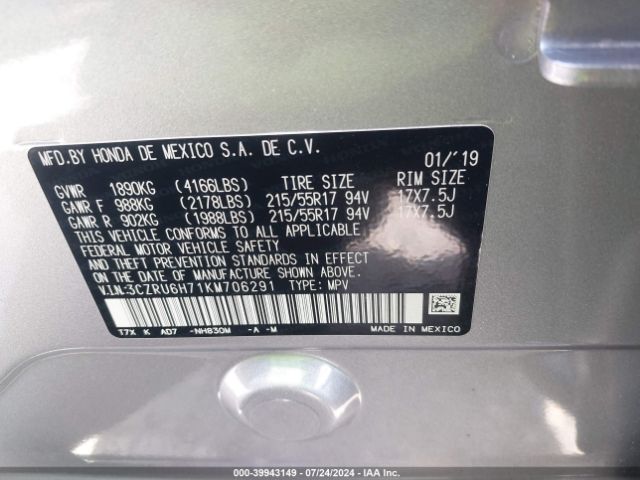 MFD.BY HONDA DE MEXICO S.A. DE C.V. 01/'19
GVWR 1890KG (4166LBS) TIRE SIZE RIM SIZE
GAWR F 988KG (2178LBS) 215/55R17 94V 17X7.5J
GAWR R 902KG (1988LBS) 215/55R17 94V 17X7.5J
THIS VEHICLE CONFORMS TO ALL APPLICABLE
FEDERAL MOTOR VEHICLE SAFETY
AND THEFT PREVENTION STANDARDS IN EFFECT
ON THE DATE OF MANUFACTURE SHOWN ABOVE.
V.I.N:3CZRU6H71KM706291 TYPE: MPV
T7X K AD7 -NH830M -A -M MADE IN MEXICO
000-39943149 | 07/24/2024 | IAA Inc.